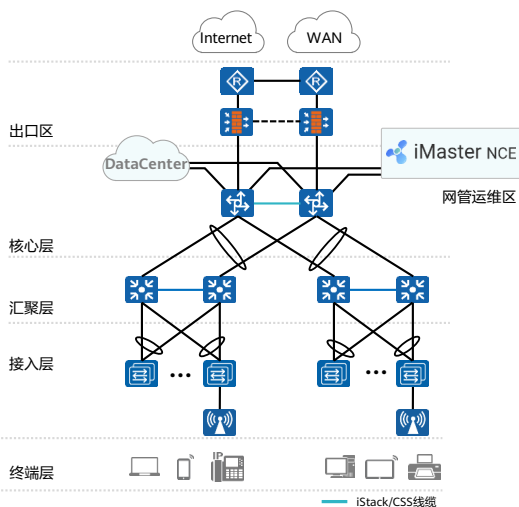 Internet
WAN
R
R
出口区
DataCenter
iMaster NCE
网管运维区
核心层
汇聚层
接入层
...
...
IP
终端层
iStack/CSS线缆